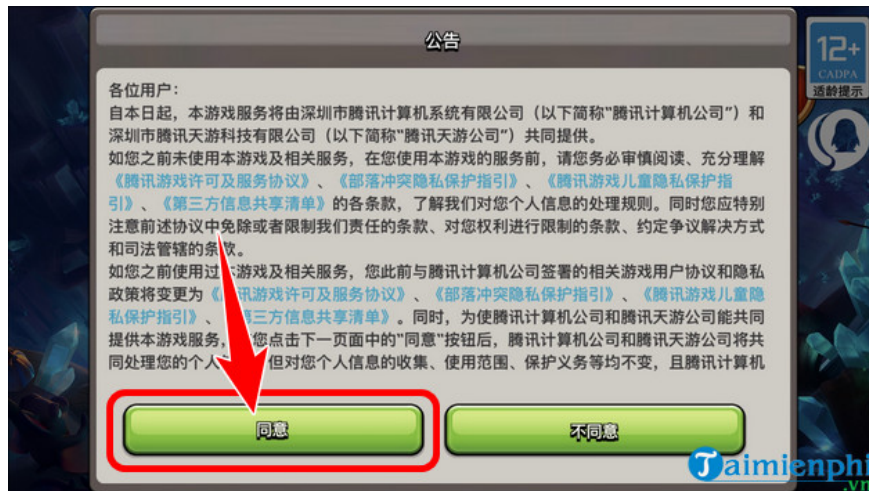 公告
12+
CADPA
适龄提示
各位用户：
自本日起，本游戏服务将由深圳市腾讯计算机系统有限公司（以下简称"腾讯计算机公司"）和
深圳市腾讯天游科技有限公司（以下简称"腾讯天游公司"）共同提供。
如您之前未使用本游戏及相关服务，在您使用本游戏的服务前，请您务必审慎阅读、充分理解
《腾讯游戏许可及服务协议》、《部落冲突隐私保护指引》、《腾讯游戏儿童隐私保护指
引》、《第三方信息共享清单》的各条款，了解我们对您个人信息的处理规则。同时您应特别
注意前述协议中免除或者限制我们责任的条款、对您权利进行限制的条款、约定争议解决方式
和司法管辖的条款。
如您之前使用过本游戏及相关服务，您此前与腾讯计算机公司签署的相关游戏用户协议和隐私
政策将变更为《讯游戏许可及服务协议》、《部落冲突隐私保护指引》、《腾讯游戏儿童隐
私保护指引》、三方信息共享清单》。同时，为使腾讯计算机公司和腾讯天游公司能共同
提供本游戏服务，您点击下一页面中的"同意"按钮后，腾讯计算机公司和腾讯天游公司将共
同处理您的个人但对您个人信息的收集、使用范围、保护义务等均不变，且腾讯计算机
同意
不同意
Taimienphi
.vn